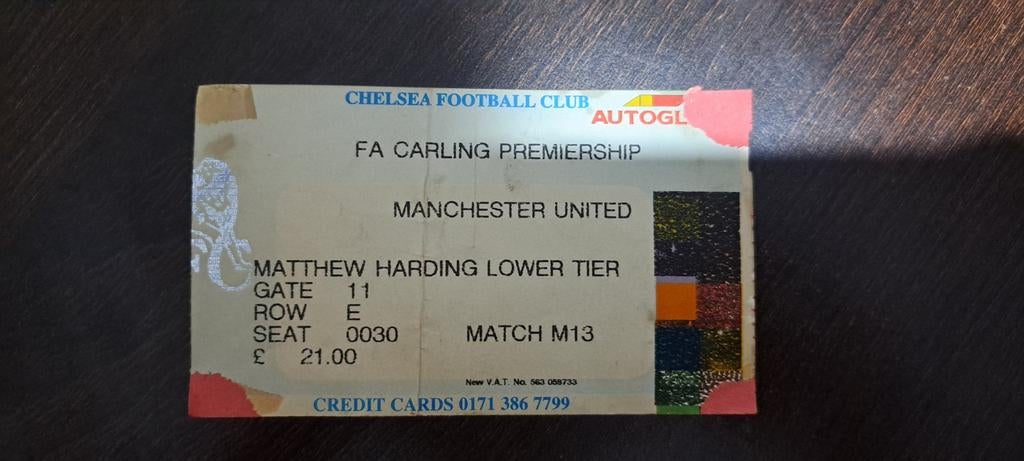 CHELSEA FOOTBALL CLUB
AUTOGL
FA CARLING PREMIERSHIP
MANCHESTER UNITED
MATTHEW HARDING LOWER TIER
GATE 11
ROW E
SEAT 0030 MATCH M13
£ 21.00
New V.A.T. No. 563 088733
CREDIT CARDS 0171 386 7799